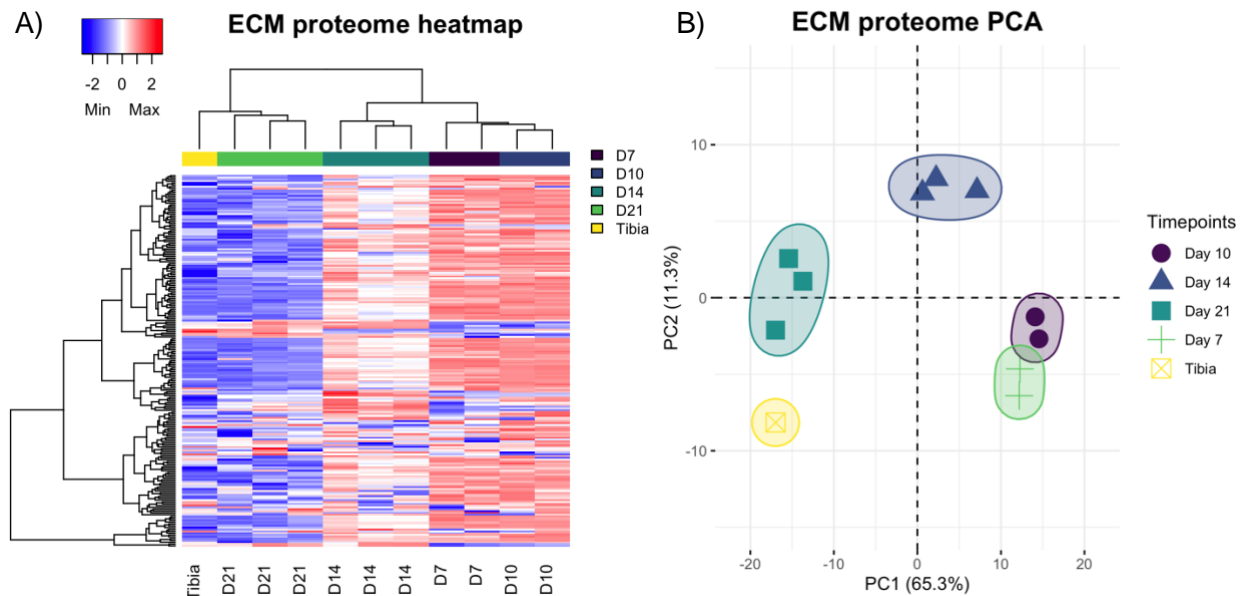 A)
ECM proteome heatmap
-2 0 2
Min Max
D7
D10
D14
D21
Tibia
Tibia D21 D21 D21 D14 D14 D14 D7 D7 D10 D10
B)
ECM proteome PCA
PC2 (11.3%)
10
0
-10
-20 -10 0 10 20
PC1 (65.3%)
Timepoints
Day 10
Day 14
Day 21
Day 7
Tibia